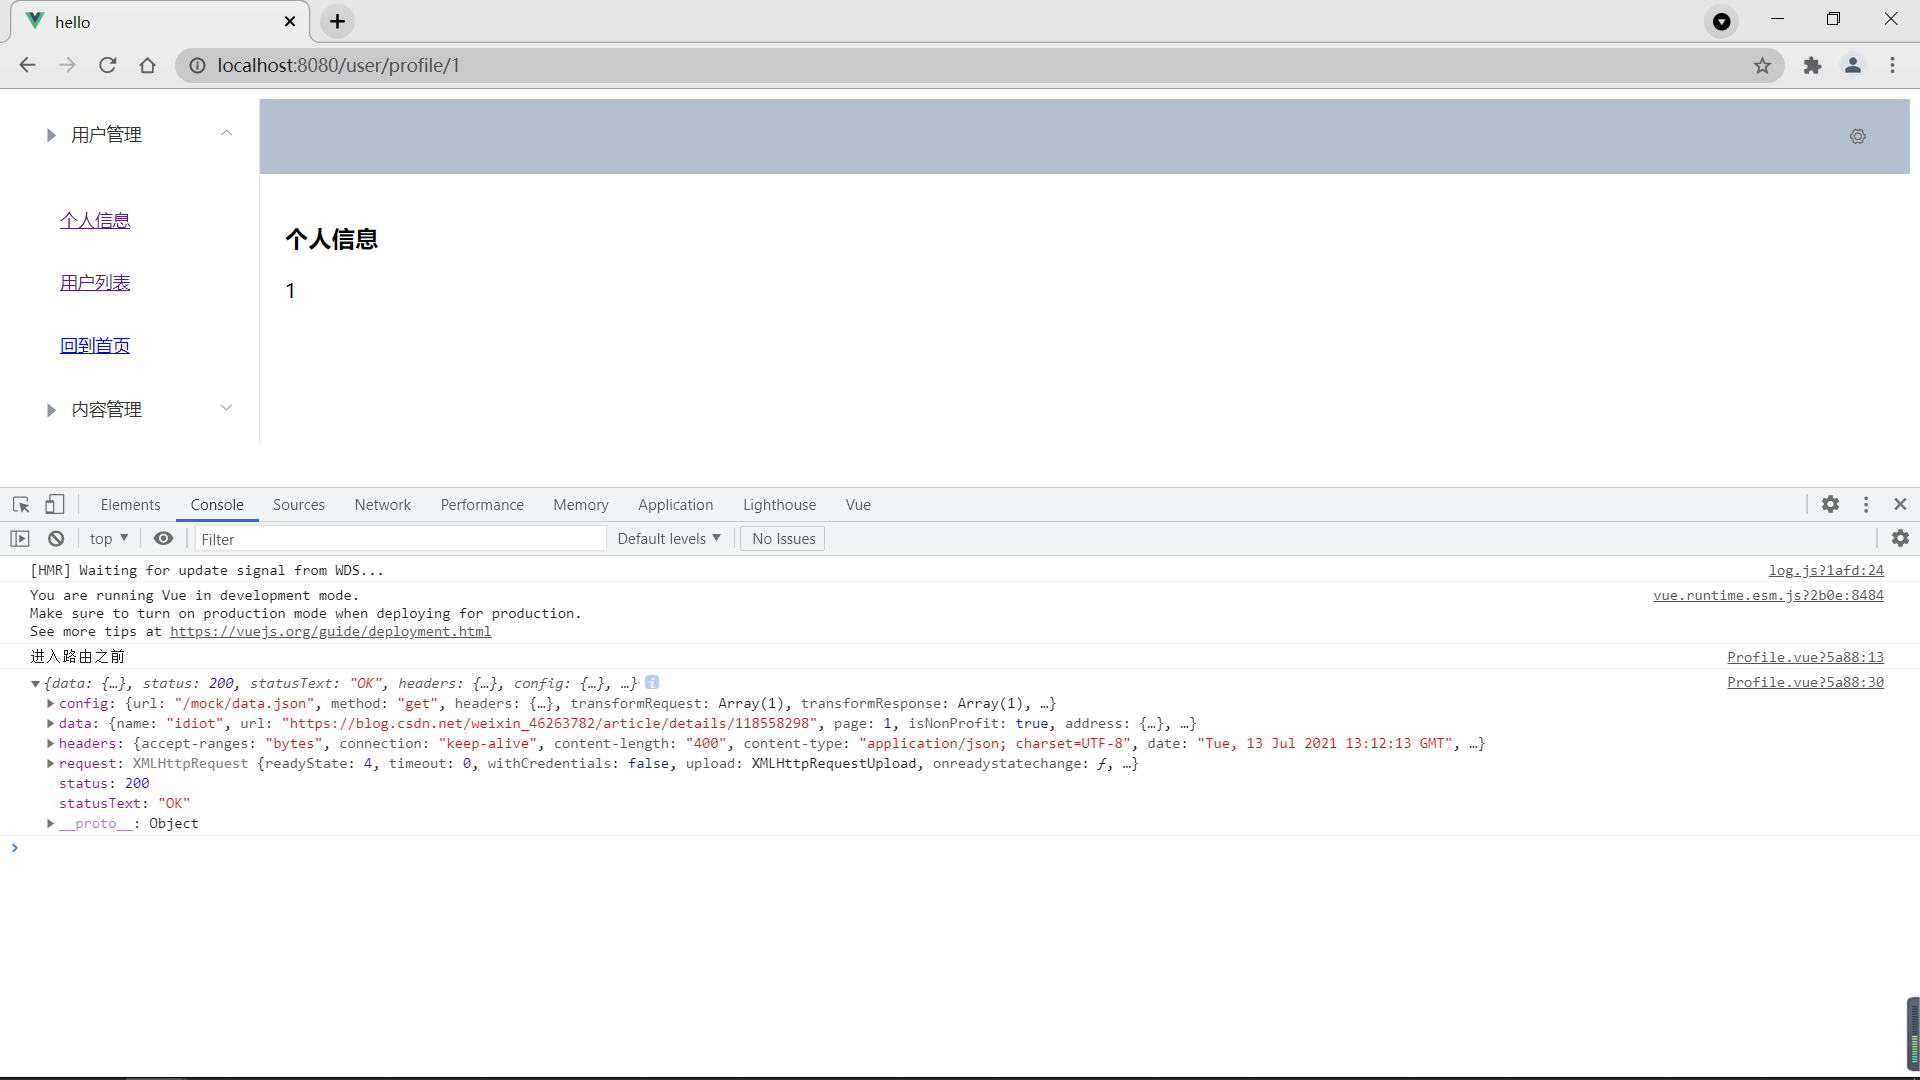 hello
localhost:8080/user/profile/1
用户管理
个人信息
用户列表
回到首页
内容管理
个人信息
1
Elements Console Sources Network Performance Memory Application Lighthouse Vue
top Filter Default levels No Issues
[HMR] Waiting for update signal from WDS... log.js?1afd:24
You are running Vue in development mode. vue.runtime.esm.js?2b0e:8484
Make sure to turn on production mode when deploying for production.
See more tips at https://vuejs.org/guide/deployment.html
进入路由之前 Profile.vue?5a88:13
{data: {…}, status: 200, statusText: "OK", headers: {…}, config: {…}, …} Profile.vue?5a88:30
config: {url: "/mock/data.json", method: "get", headers: {…}, transformRequest: Array(1), transformResponse: Array(1), …}
data: {name: "idiot", url: "https://blog.csdn.net/weixin_46263782/article/details/118558298", page: 1, isNonProfit: true, address: {…}, …}
headers: {accept-ranges: "bytes", connection: "keep-alive", content-length: "400", content-type: "application/json; charset=UTF-8", date: "Tue, 13 Jul 2021 13:12:13 GMT", …}
request: XMLHttpRequest {readyState: 4, timeout: 0, withCredentials: false, upload: XMLHttpRequestUpload, onreadystatechange: ƒ, …}
status: 200
statusText: "OK"
__proto__: Object